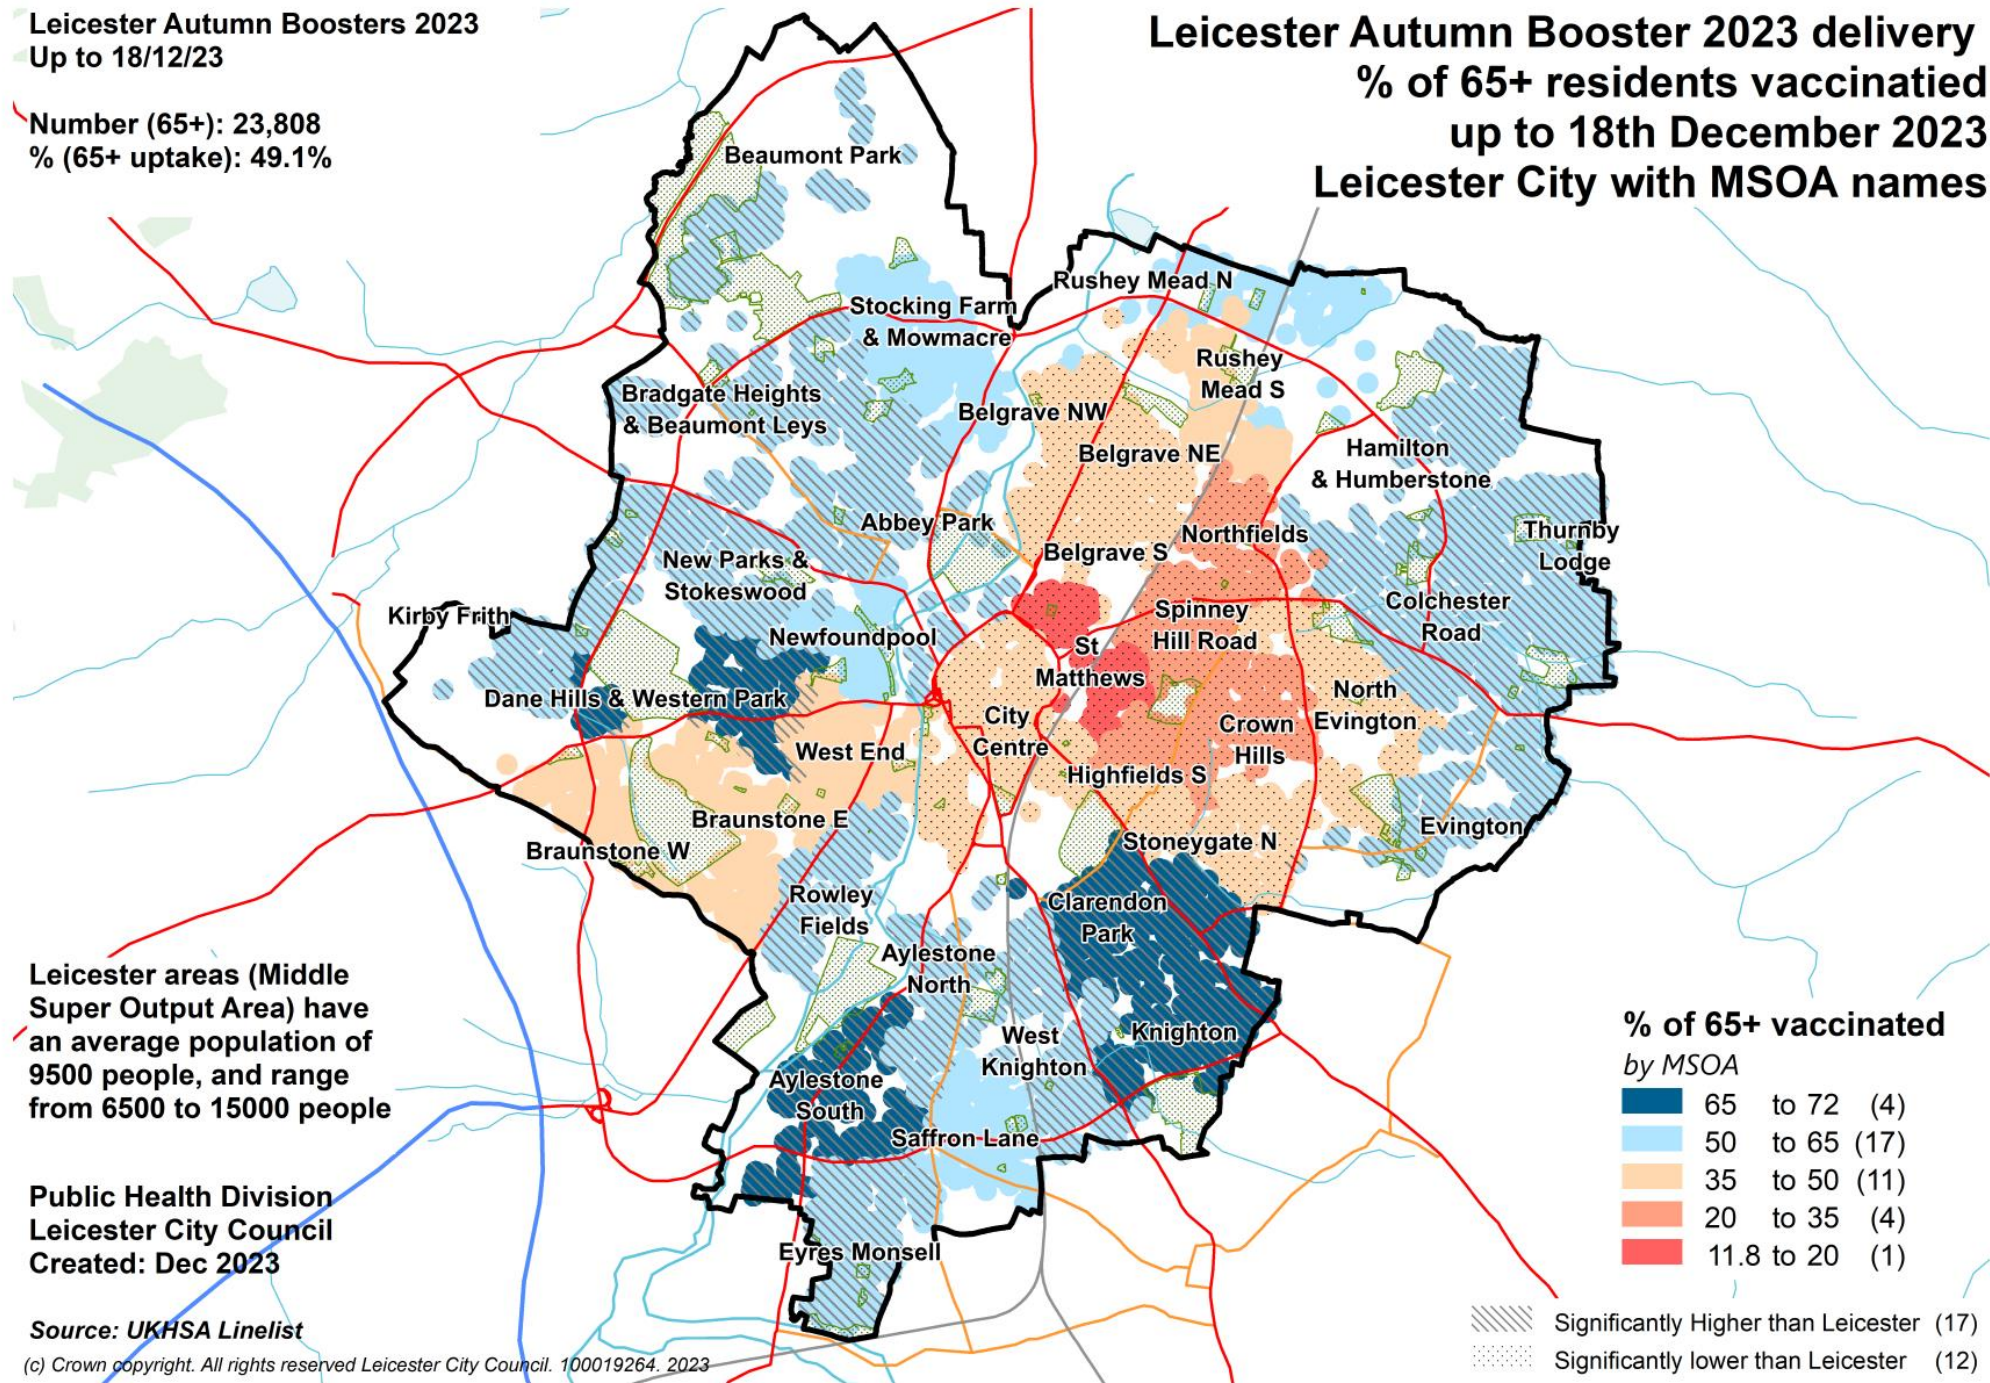 Leicester Autumn Boosters 2023
Up to 18/12/23
Number (65+): 23,808
% (65+ uptake): 49.1%
Leicester Autumn Booster 2023 delivery
% of 65+ residents vaccinatied
up to 18th December 2023
Leicester City with MSOA names
Beaumont Park
Rushey Mead N
Stocking Farm
& Mowmacre
Rushey
Mead S
Bradgate Heights
& Beaumont Leys
Belgrave NW
Belgrave NE
Hamilton
& Humberstone
Abbey Park
Northfields
Thurnby
Lodge
Belgrave S
New Parks &
Stokeswood
Kirby Frith
Newfoundpool
Spinney
Hill Road
Colchester
Road
St
Matthews
Dane Hills & Western Park
North
Evington
City
Centre
Crown
Hills
West End
Highfields S
Braunstone E
Evington
Stoneygate N
Braunstone W
Rowley
Fields
Clarendon
Park
Aylestone
North
Knighton
West
Knighton
Aylestone
South
Saffron Lane
Eyres Monsell
Leicester areas (Middle
Super Output Area) have
an average population of
9500 people, and range
from 6500 to 15000 people
Public Health Division
Leicester City Council
Created: Dec 2023
Source: UKHSA Linelist
(c) Crown copyright. All rights reserved Leicester City Council. 100019264. 2023
% of 65+ vaccinated
by MSOA
65 to 72 (4)
50 to 65 (17)
35 to 50 (11)
20 to 35 (4)
11.8 to 20 (1)
Significantly Higher than Leicester (17)
Significantly lower than Leicester (12)